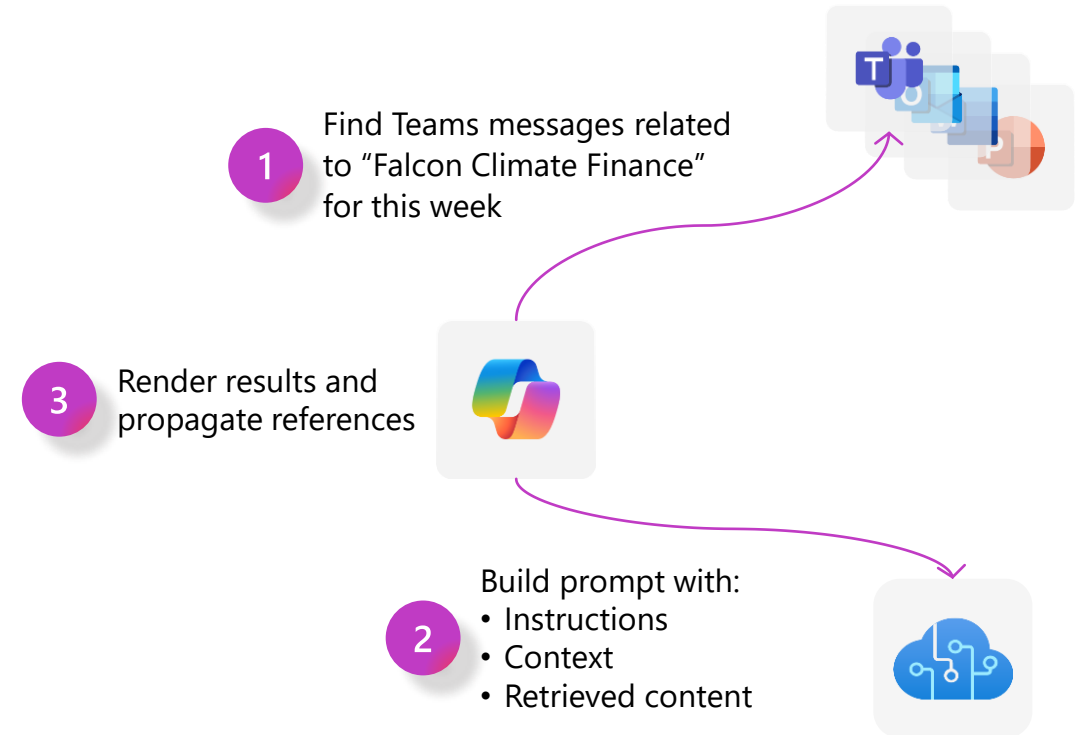 1
Find Teams messages related
to “Falcon Climate Finance”
for this week
T
O
P
3
Render results and
propagate references
2
Build prompt with:
• Instructions
• Context
• Retrieved content